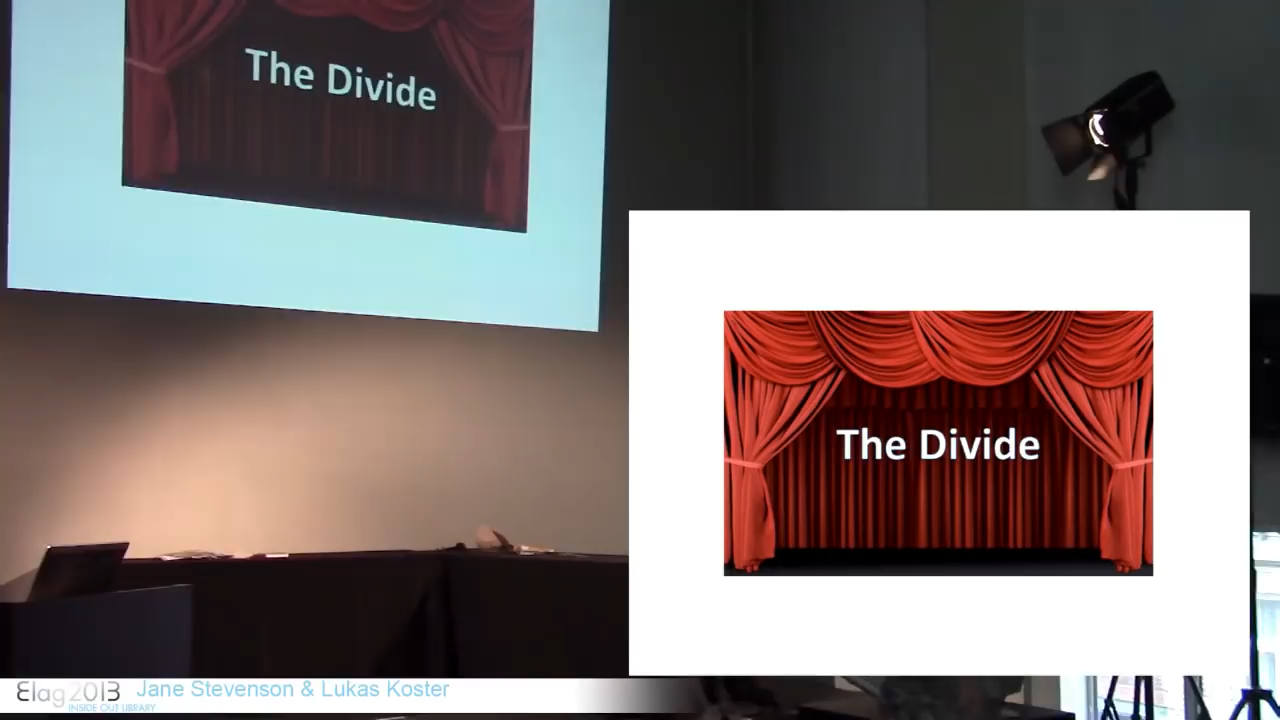 The Divide
The Divide
Elag2013 Jane Stevenson & Lukas Koster
INSIDE OUT LIBRARY